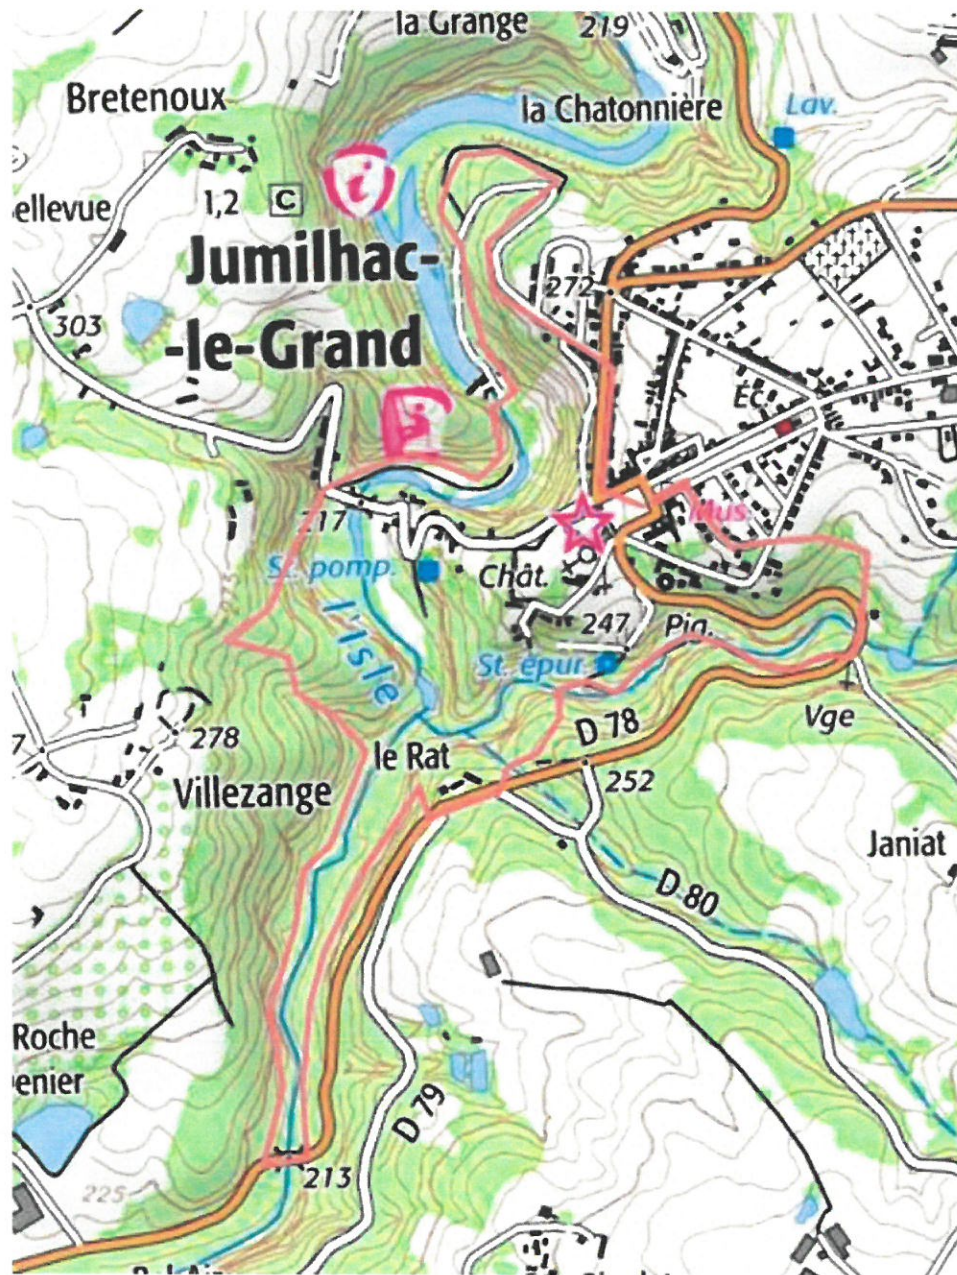 la Grange
219
Bretenoux
la Chatonnière
Lav.
ellevue
1,2
C
i
Jumilhac-
-le-Grand
272
303
Éc.
i
217
Mus.
St. pomp.
Chât.
l'Isle
247
Pig.
St. épur.
Vge
D 78
7
278
le Rat
252
Villezange
Janiat
D 80
Roche
enier
D 79
213
225